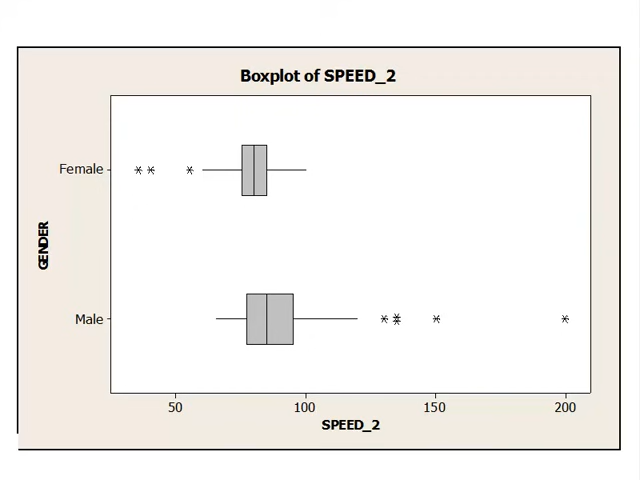 Boxplot of SPEED_2
Female
GENDER
Male
50 100 150 200
SPEED_2